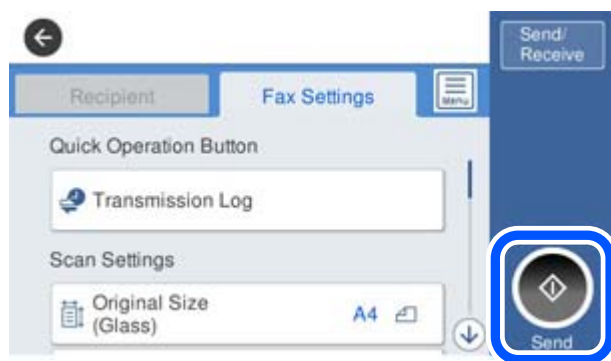 Send/
Receive
Recipient
Fax Settings
Menu
Quick Operation Button
Transmission Log
Scan Settings
Original Size
(Glass)
A4
Send